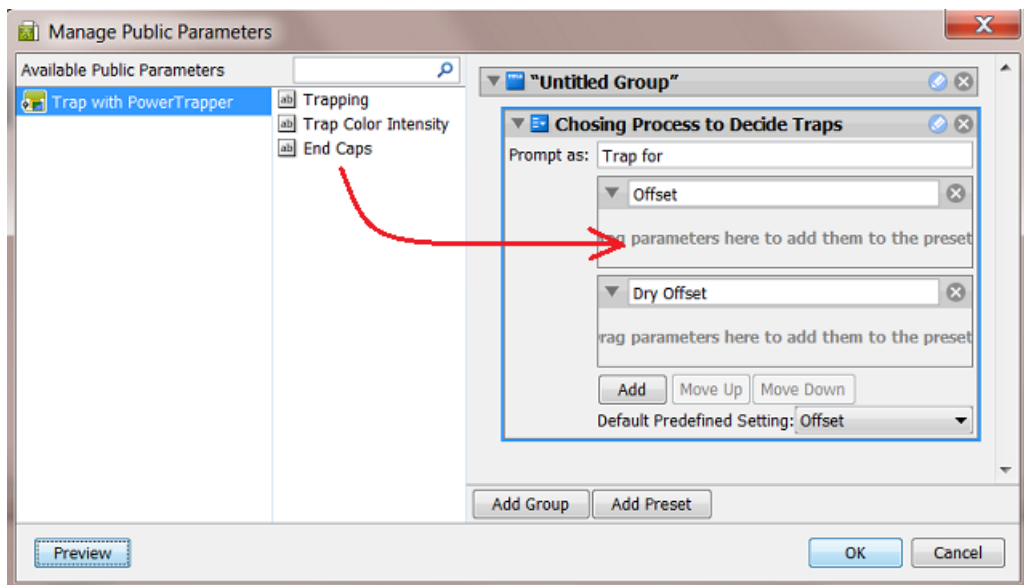 Manage Public Parameters
X
Available Public Parameters
Trap with PowerTrapper
ab Trapping
ab Trap Color Intensity
ab End Caps
"Untitled Group"
Chosing Process to Decide Traps
Prompt as: Trap for
Offset
parameters here to add them to the preset
Dry Offset
rag parameters here to add them to the preset
Add Move Up Move Down
Default Predefined Setting: Offset
Add Group Add Preset
Preview OK Cancel